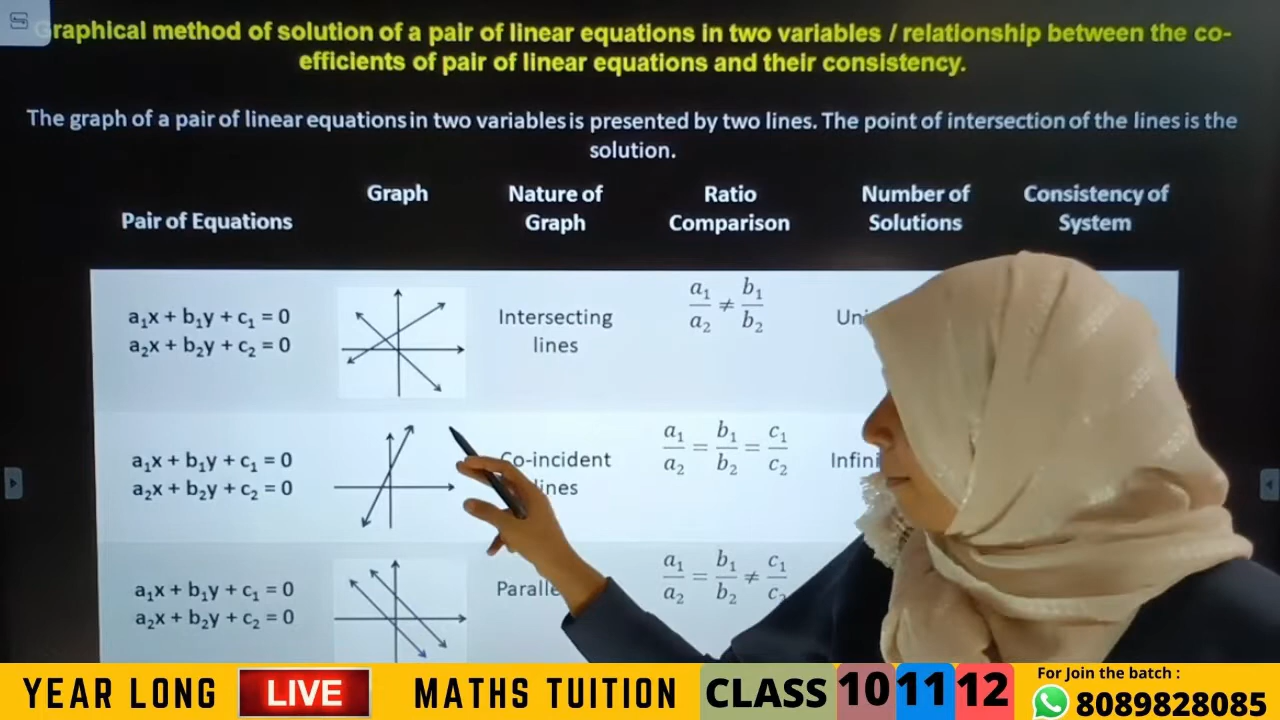 Graphical method of solution of a pair of linear equations in two variables / relationship between the co-
efficients of pair of linear equations and their consistency.
The graph of a pair of linear equations in two variables is presented by two lines. The point of intersection of the lines is the
solution.
Pair of Equations
Graph
Nature of
Graph
Ratio
Comparison
Number of
Solutions
Consistency of
System
a₁x + b₁y + c₁ = 0
a₂x + b₂y + c₂ = 0
Intersecting
lines
a₁/a₂ ≠ b₁/b₂
a₁x + b₁y + c₁ = 0
a₂x + b₂y + c₂ = 0
Co-incident
lines
a₁/a₂ = b₁/b₂ = c₁/c₂
a₁x + b₁y + c₁ = 0
a₂x + b₂y + c₂ = 0
a₁/a₂ = b₁/b₂ ≠ c₁/c₂
YEAR LONG LIVE MATHS TUITION CLASS 10 11 12
For Join the batch :
8089828085